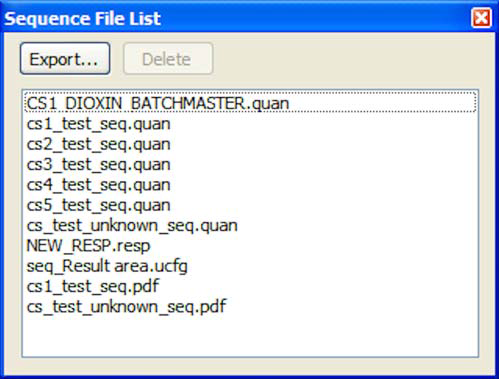 Sequence File List
Export... Delete
CS1_DIOXIN_BATCHMASTER.quan
cs1_test_seq.quan
cs2_test_seq.quan
cs3_test_seq.quan
cs4_test_seq.quan
cs5_test_seq.quan
cs_test_unknown_seq.quan
NEW_RESP.resp
seq_Result area.ucfg
cs1_test_seq.pdf
cs_test_unknown_seq.pdf